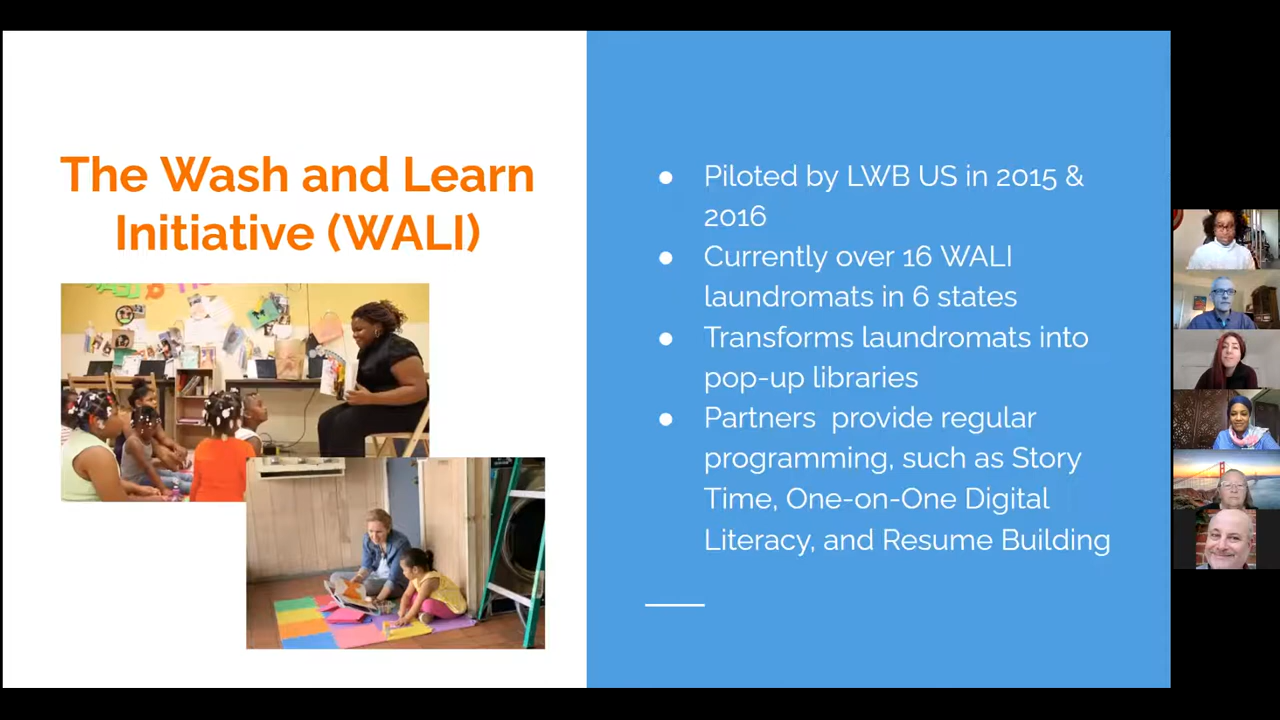 The Wash and Learn
Initiative (WALI)
Piloted by LWB US in 2015 &
2016
Currently over 16 WALI
laundromats in 6 states
Transforms laundromats into
pop-up libraries
Partners  provide regular
programming, such as Story
Time, One-on-One Digital
Literacy, and Resume Building